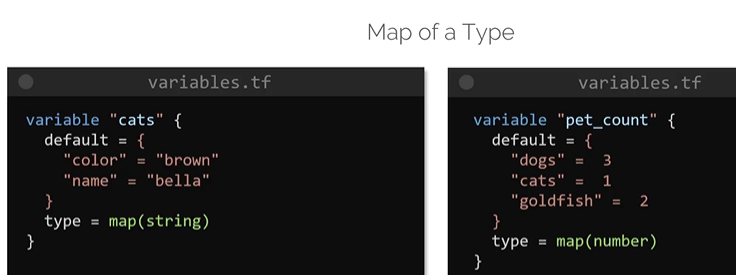 Map of a Type
variables.tf
variable "cats" {
default = {
"color" = "brown"
"name" = "bella"
}
type = map(string)
}
variables.tf
variable "pet_count" {
default = {
"dogs" = 3
"cats" = 1
"goldfish" = 2
}
type = map(number)
}